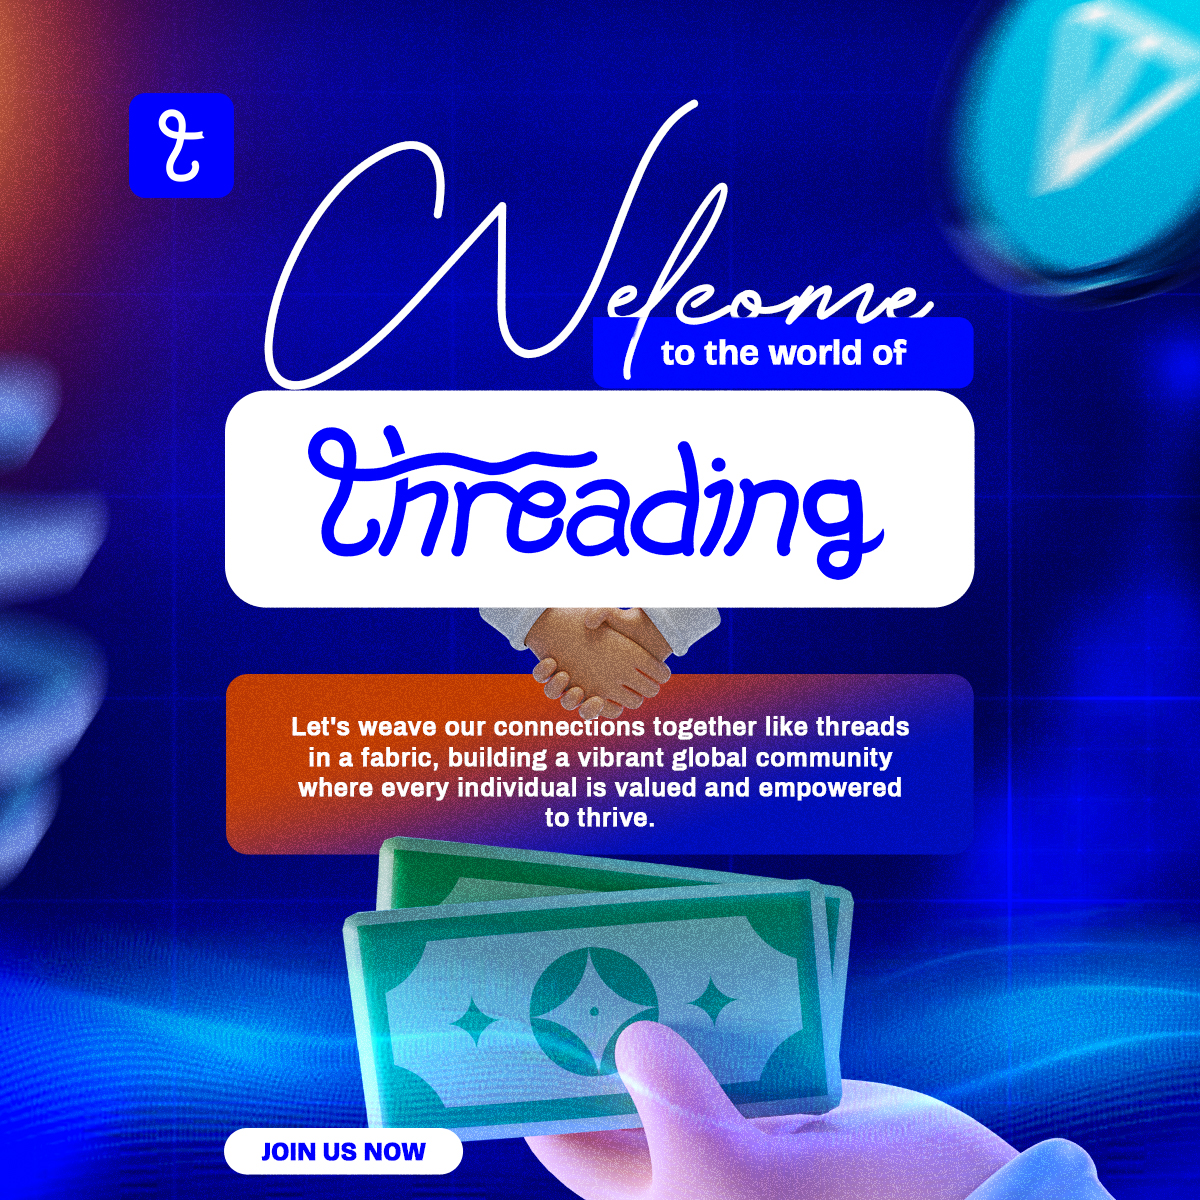 t
Welcome
to the world of
threading
Let's weave our connections together like threads
in a fabric, building a vibrant global community
where every individual is valued and empowered
to thrive.
JOIN US NOW